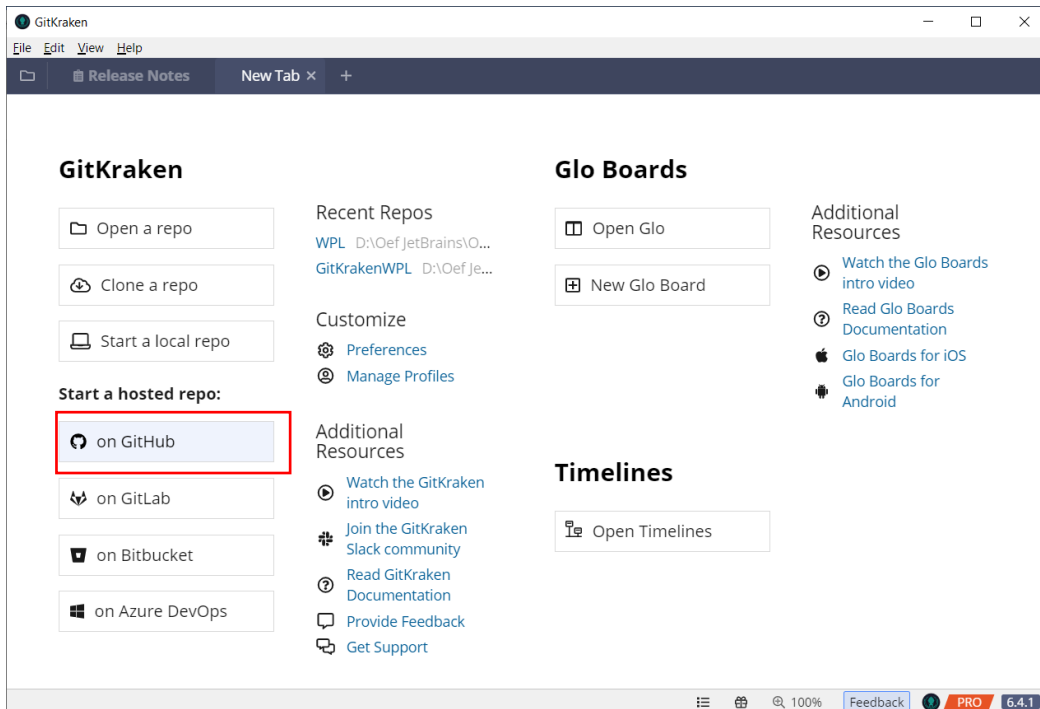 GitKraken
File Edit View Help
Release Notes New Tab × +
GitKraken
Open a repo
Clone a repo
Start a local repo
Start a hosted repo:
on GitHub
on GitLab
on Bitbucket
on Azure DevOps
Recent Repos
WPL D:\Oef JetBrains\O...
GitKrakenWPL D:\Oef Je...
Customize
Preferences
Manage Profiles
Additional
Resources
Watch the GitKraken
intro video
Join the GitKraken
Slack community
Read GitKraken
Documentation
Provide Feedback
Get Support
Glo Boards
Open Glo
New Glo Board
Additional
Resources
Watch the Glo Boards
intro video
Read Glo Boards
Documentation
Glo Boards for iOS
Glo Boards for
Android
Timelines
Open Timelines
100% Feedback PRO 6.4.1